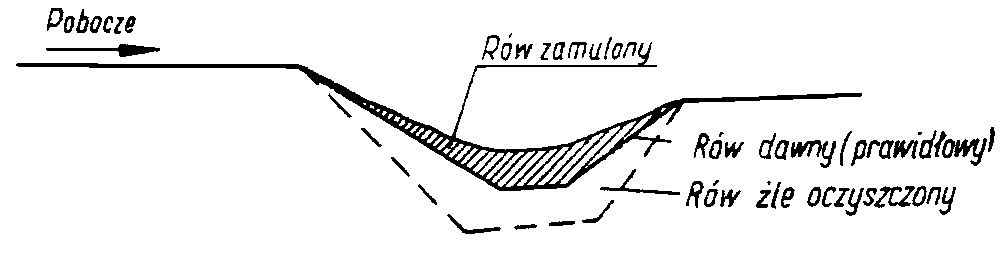 Pobocze
Rów zamulony
Rów dawny (prawidłowy)
Rów źle oczyszczony